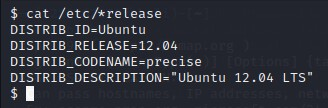 $ cat /etc/*release
DISTRIB_ID=Ubuntu
DISTRIB_RELEASE=12.04
DISTRIB_CODENAME=precise
DISTRIB_DESCRIPTION="Ubuntu 12.04 LTS"
$